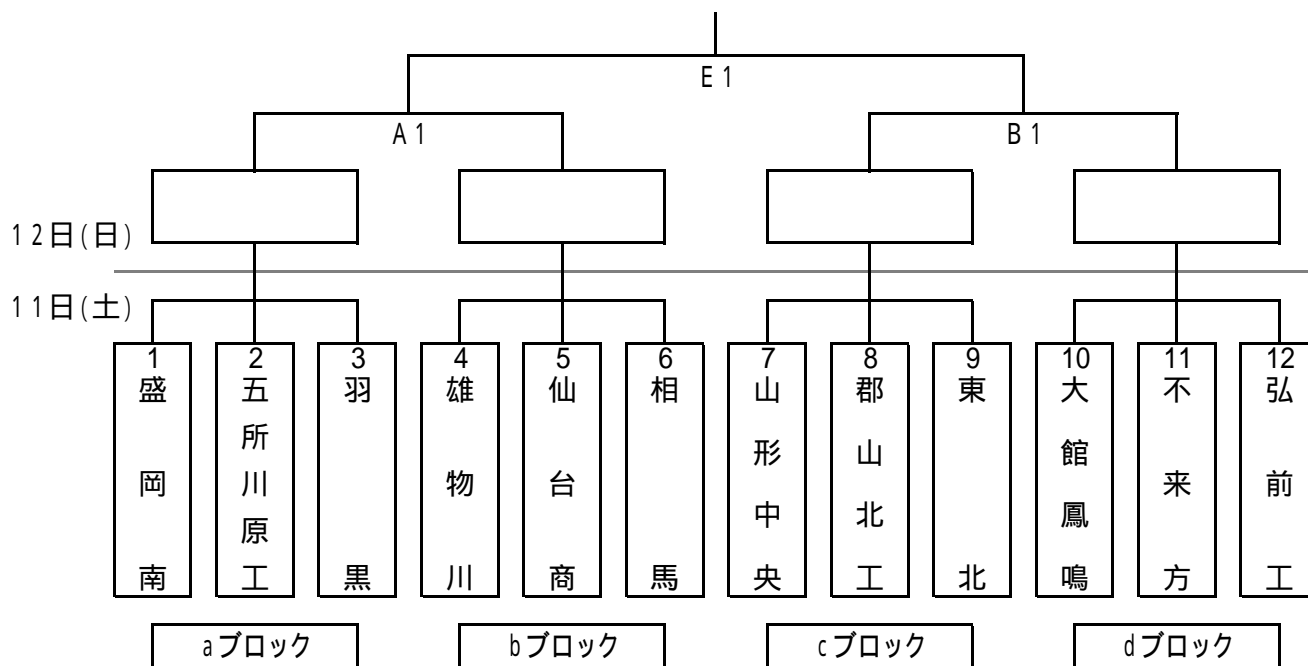 E1
A1
B1
12日(日)
11日(土)
1
盛岡南
2
五所川原工
3
羽黒
4
雄物川
5
仙台商
6
相馬
7
山形中央
8
郡山北工
9
東北
10
大館鳳鳴
11
不来方
12
弘前工
aブロック
bブロック
cブロック
dブロック